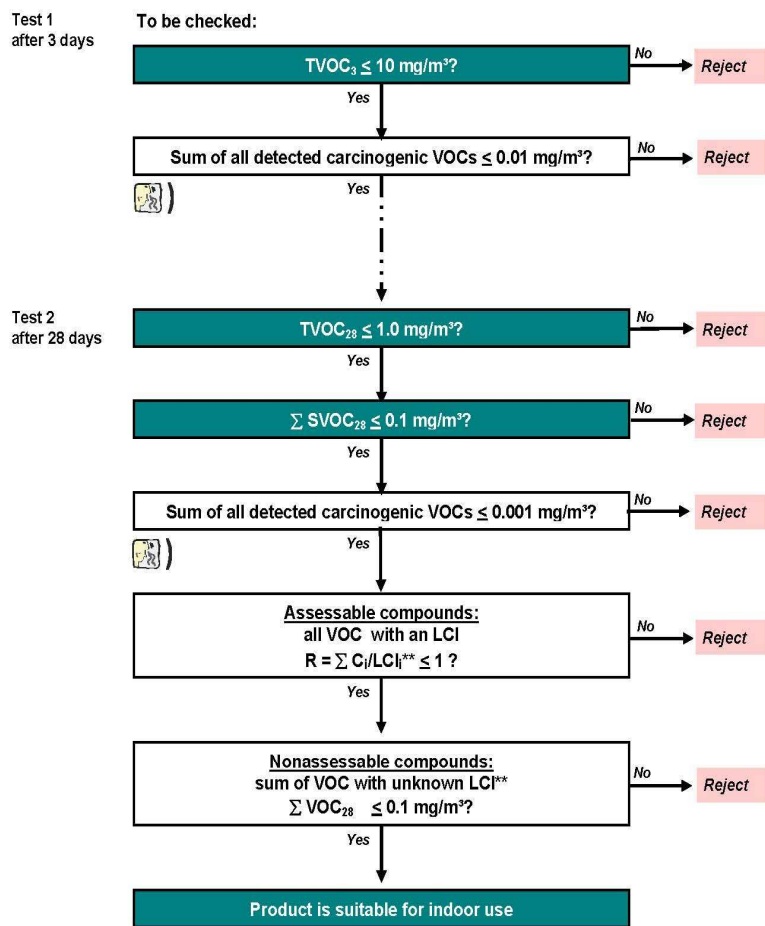 Test 1
after 3 days
To be checked:
TVOC₃ ≤ 10 mg/m³?
No
Reject
Yes
Sum of all detected carcinogenic VOCs ≤ 0.01 mg/m³?
No
Reject
Yes
)
Test 2
after 28 days
TVOC₂₈ ≤ 1.0 mg/m³?
No
Reject
Yes
∑ SVOC₂₈ ≤ 0.1 mg/m³?
No
Reject
Yes
Sum of all detected carcinogenic VOCs ≤ 0.001 mg/m³?
No
Reject
Yes
)
Assessable compounds:
all VOC with an LCI
R = ∑ Cᵢ/LCIᵢ** ≤ 1 ?
No
Reject
Yes
Nonassessable compounds:
sum of VOC with unknown LCI**
∑ VOC₂₈ ≤ 0.1 mg/m³?
No
Reject
Yes
Product is suitable for indoor use